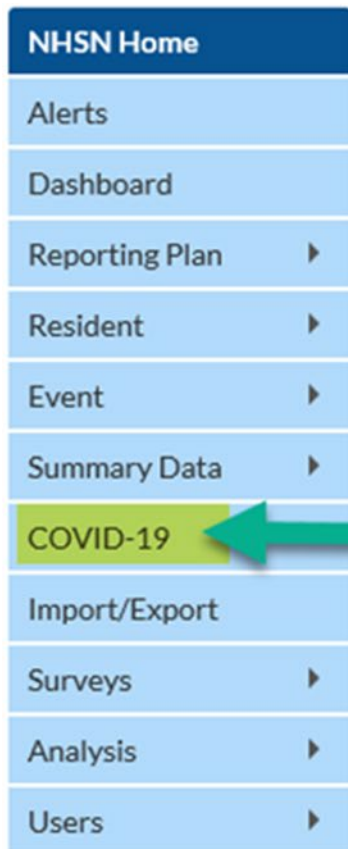 NHSN Home
Alerts
Dashboard
Reporting Plan
Resident
Event
Summary Data
COVID-19
Import/Export
Surveys
Analysis
Users